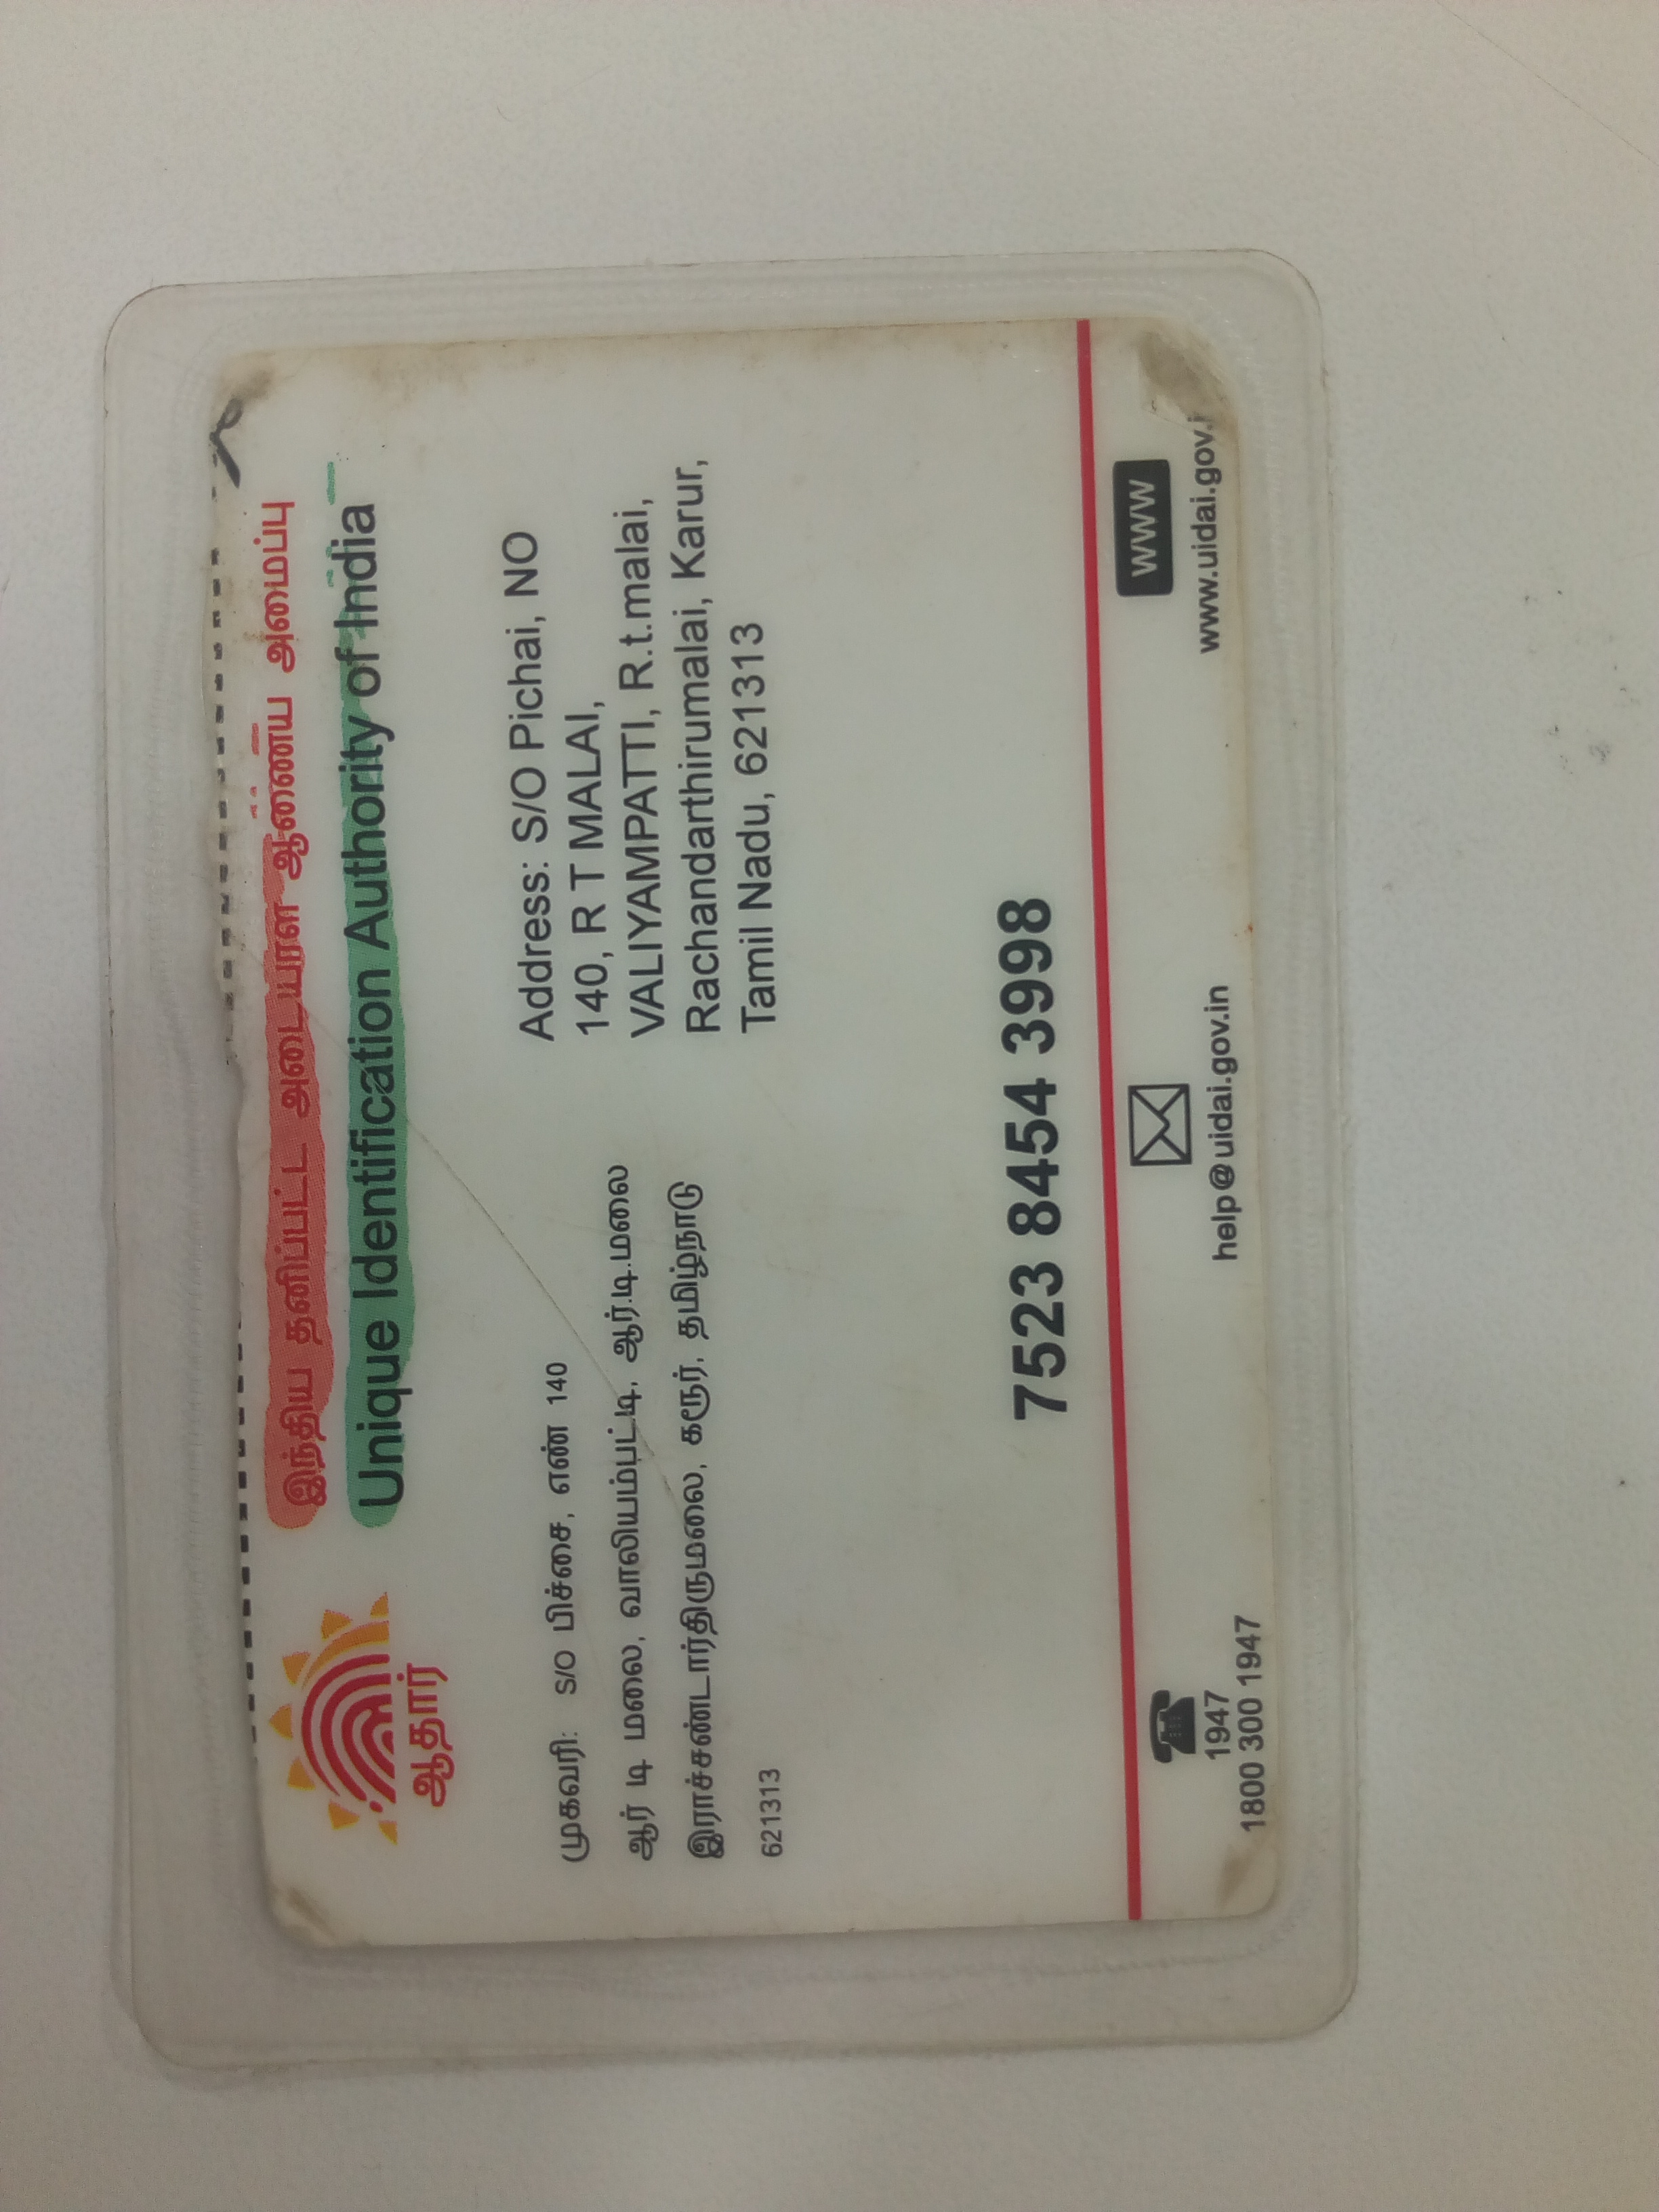 இந்திய தனிப்பட்ட அடையாள ஆணைய அமைப்பு
Unique Identification Authority of India
ஆதார்
முகவரி: S/O பிச்சை, எண் 140
ஆர் டி மலை, வாலியம்பட்டி, ஆர்.டி.மலை
இராச்சண்டார்திருமலை, கரூர், தமிழ்நாடு
621313
Address: S/O Pichai, NO
140, R T MALAI,
VALIYAMPATTI, R.t.malai,
Rachandarthirumalai, Karur,
Tamil Nadu, 621313
7523 8454 3998
1947
1800 300 1947
help@uidai.gov.in
WWW
www.uidai.gov.i